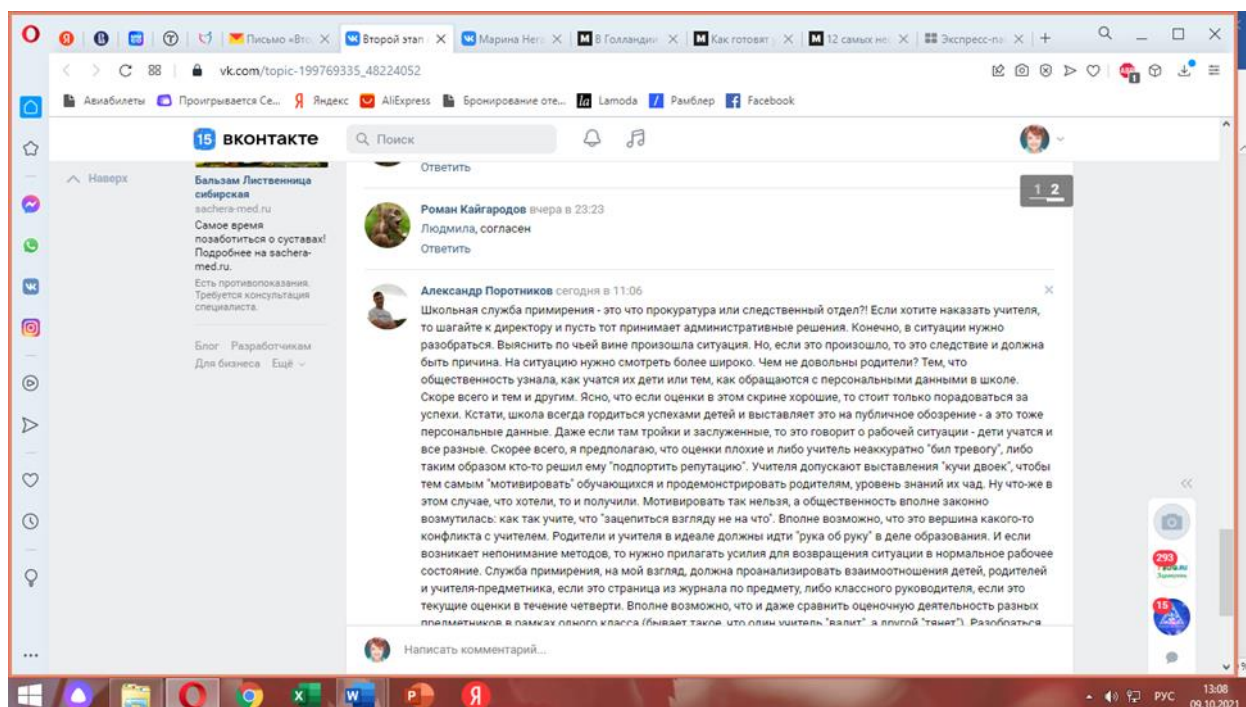 Письмо «Вто
Второй этап
Марина Нег
В Голландии
Как готовят
12 самых не
Экспресс-па
vk.com/topic-199769335_48224052
Авиабилеты
Проигрывается Се...
Яндекс
AliExpress
Бронирование оте...
Lamoda
Рамблер
Facebook
15 вконтакте
Поиск
Наверх
Бальзам Лиственница
сибирская
sachera-med.ru
Самое время
позаботиться о суставах!
Подробнее на sachera-
med.ru.
Есть противопоказания.
Требуется консультация
специалиста.
Блог Разработчикам
Для бизнеса Ещё
Ответить
1 2
Роман Кайгародов вчера в 23:23
Людмила, согласен
Ответить
Александр Поротников сегодня в 11:06
Школьная служба примирения - это что прокуратура или следственный отдел?! Если хотите наказать учителя,
то шагайте к директору и пусть тот принимает административные решения. Конечно, в ситуации нужно
разобраться. Выяснить по чьей вине произошла ситуация. Но, если это произошло, то это следствие и должна
быть причина. На ситуацию нужно смотреть более широко. Чем не довольны родители? Тем, что
общественность узнала, как учатся их дети или тем, как обращаются с персональными данными в школе.
Скоре всего и тем и другим. Ясно, что если оценки в этом скрине хорошие, то стоит только порадоваться за
успехи. Кстати, школа всегда гордиться успехами детей и выставляет это на публичное обозрение - а это тоже
персональные данные. Даже если там тройки и заслуженные, то это говорит о рабочей ситуации - дети учатся и
все разные. Скорее всего, я предполагаю, что оценки плохие и либо учитель неаккуратно "бил тревогу", либо
таким образом кто-то решил ему "подпортить репутацию". Учителя допускают выставления "кучи двоек", чтобы
тем самым "мотивировать" обучающихся и продемонстрировать родителям, уровень знаний их чад. Ну что-же в
этом случае, что хотели, то и получили. Мотивировать так нельзя, а общественность вполне законно
возмутилась: как так учите, что "зацепиться взгляду не на что". Вполне возможно, что это вершина какого-то
конфликта с учителем. Родители и учителя в идеале должны идти "рука об руку" в деле образования. И если
возникает непонимание методов, то нужно прилагать усилия для возвращения ситуации в нормальное рабочее
состояние. Служба примирения, на мой взгляд, должна проанализировать взаимоотношения детей, родителей
и учителя-предметника, если это страница из журнала по предмету, либо классного руководителя, если это
текущие оценки в течение четверти. Вполне возможно, что и даже сравнить оценочную деятельность разных
предметников в рамках одного класса (бывает такое, что один учитель "валит", а другой "тянет"). Разобраться
Написать комментарий...
293
15
РУС
13:08
09.10.2021